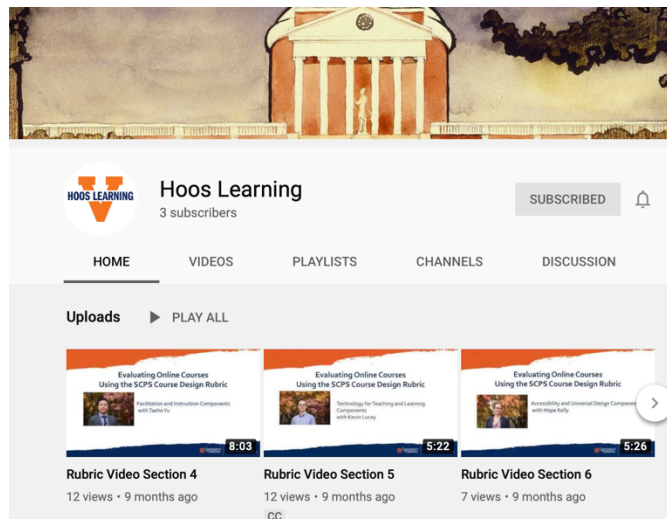 HOOS LEARNING
Hoos Learning
3 subscribers
SUBSCRIBED
HOME VIDEOS PLAYLISTS CHANNELS DISCUSSION
Uploads PLAY ALL
Evaluating Online Courses
Using the SCPS Course Design Rubric
Facilitation and Instruction Components
with Taeho Yu
8:03
Evaluating Online Courses
Using the SCPS Course Design Rubric
Technology for Teaching and Learning
Components
with Kevin Lucey
5:22
Evaluating Online Courses
Using the SCPS Course Design Rubric
Accessibility and Universal Design
with Hope Kelly
5:26
Rubric Video Section 4
12 views • 9 months ago
Rubric Video Section 5
12 views • 9 months ago
CC
Rubric Video Section 6
7 views • 9 months ago